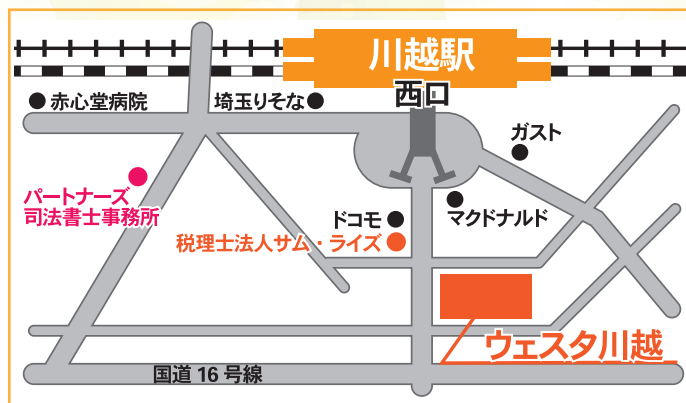 川越駅
西口
赤心堂病院
埼玉りそな
ガスト
パートナーズ
司法書士事務所
ドコモ
マクドナルド
税理士法人サム・ライズ
ウェスタ川越
国道16号線